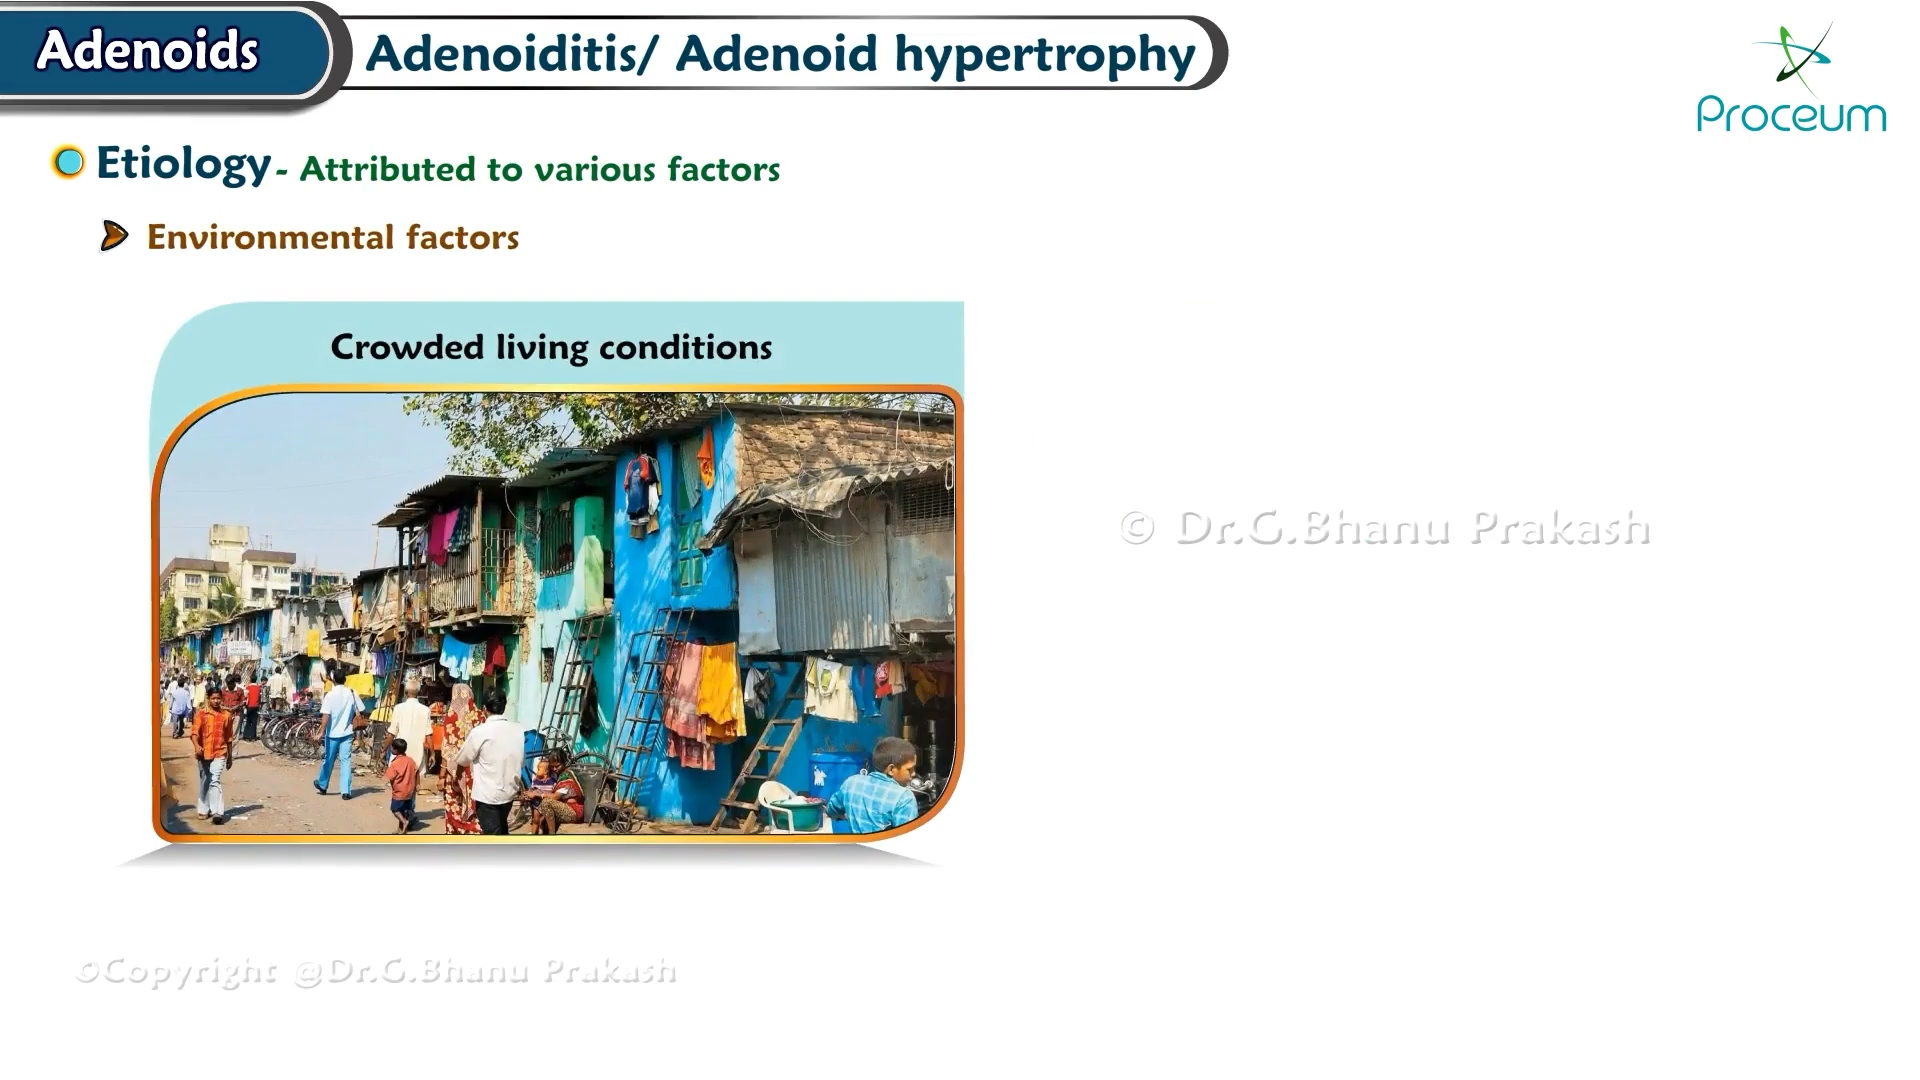 Adenoids
Adenoiditis/ Adenoid hypertrophy
Proceum
Etiology - Attributed to various factors
Environmental factors
Crowded living conditions
© Dr.G.Bhanu Prakash
©Copyright @Dr.G.Bhanu Prakash